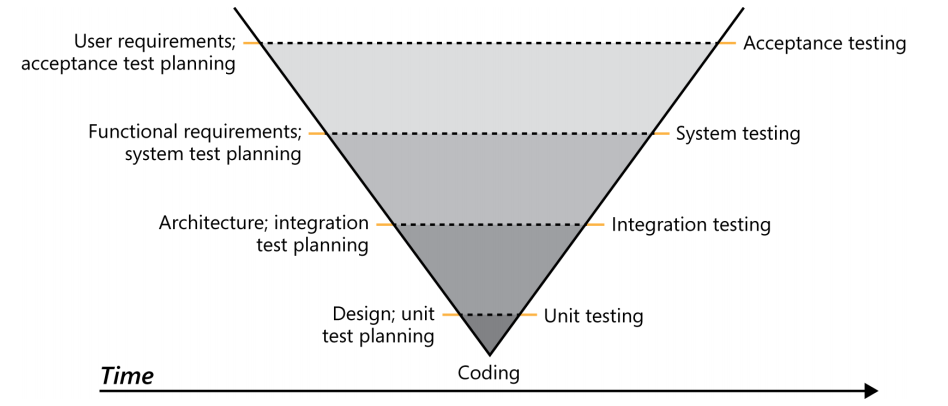 User requirements;
acceptance test planning
Acceptance testing
Functional requirements;
system test planning
System testing
Architecture; integration
test planning
Integration testing
Design; unit
test planning
Unit testing
Coding
Time